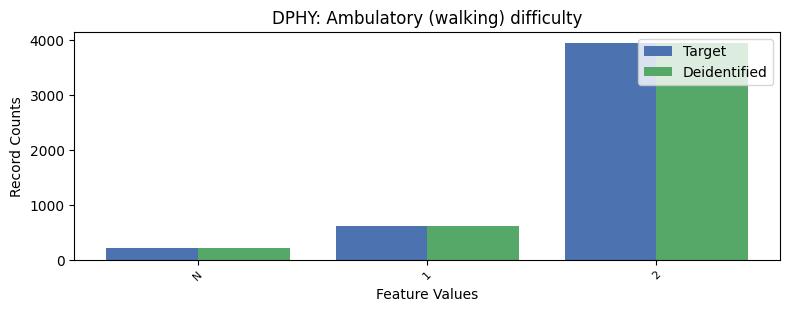 DPHY: Ambulatory (walking) difficulty
Target
Deidentified
Record Counts
4000
3000
2000
1000
0
N
1
2
Feature Values